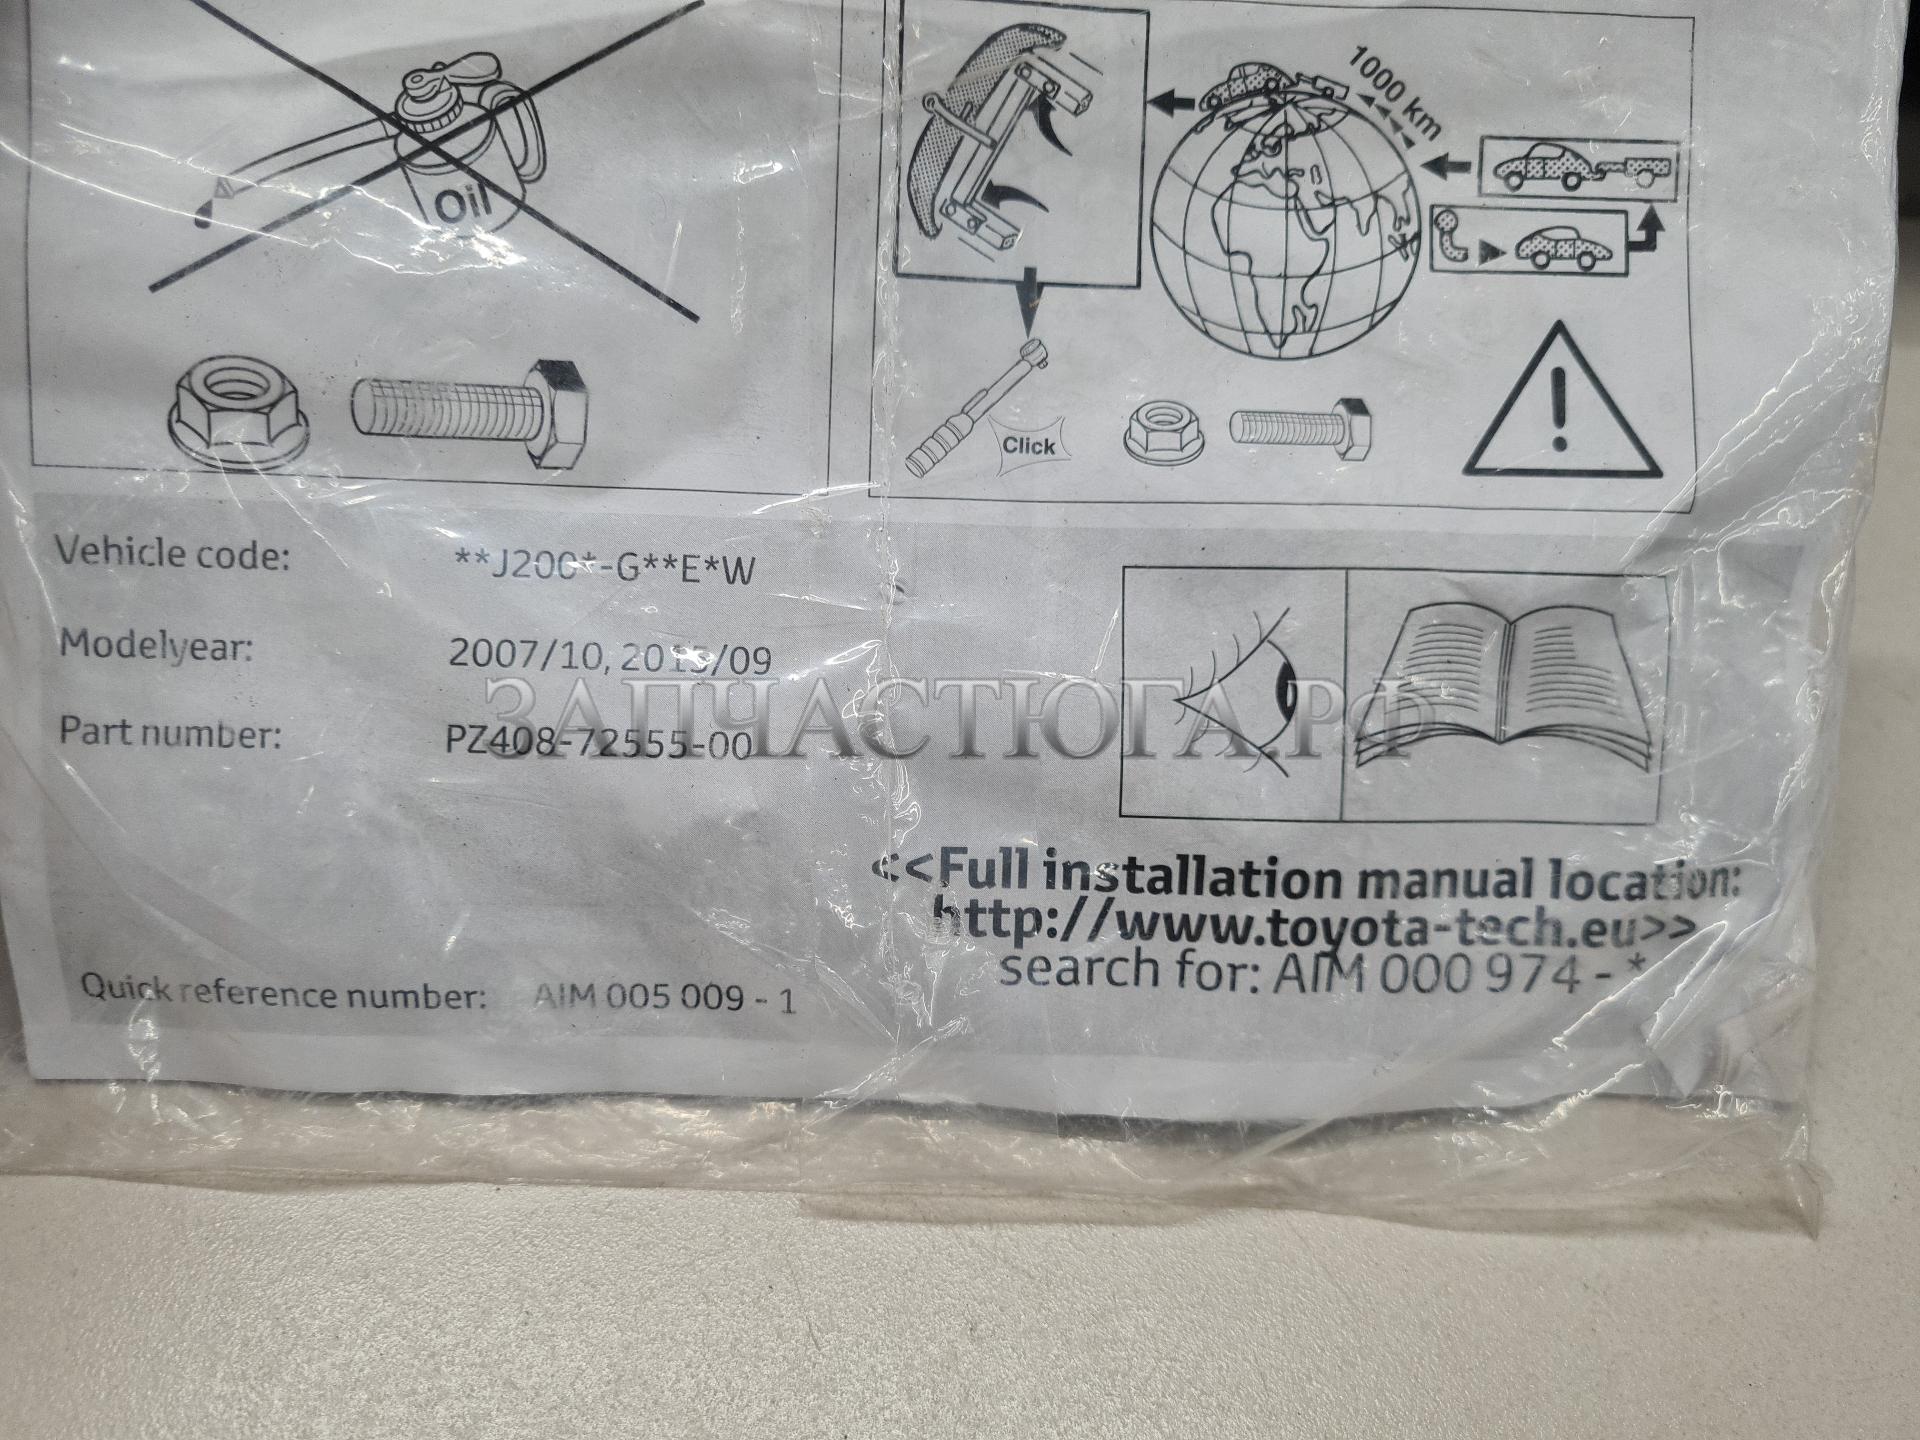 Oil
1000 km
Click
Vehicle code: **J200*-G**E*W
Modelyear: 2007/10, 2015/09
Part number: PZ408-72555-00
ЗАПЧАСТЮГА.РФ
<<Full installation manual location:
http://www.toyota-tech.eu>>
search for: AIM 000 974 - *
Quick reference number: AIM 005 009 - 1